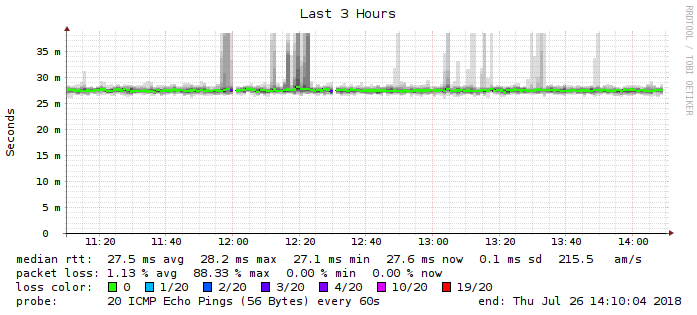 Last 3 Hours
RRDTOOL / TOBI OETIKER
Seconds
35 m
30 m
25 m
20 m
15 m
10 m
5 m
0
11:20 11:40 12:00 12:20 12:40 13:00 13:20 13:40 14:00
median rtt: 27.5 ms avg 28.2 ms max 27.1 ms min 27.6 ms now 0.1 ms sd 215.5 am/s
packet loss: 1.13 % avg 88.33 % max 0.00 % min 0.00 % now
loss color: 0 1/20 2/20 3/20 4/20 10/20 19/20
probe: 20 ICMP Echo Pings (56 Bytes) every 60s end: Thu Jul 26 14:10:04 2018